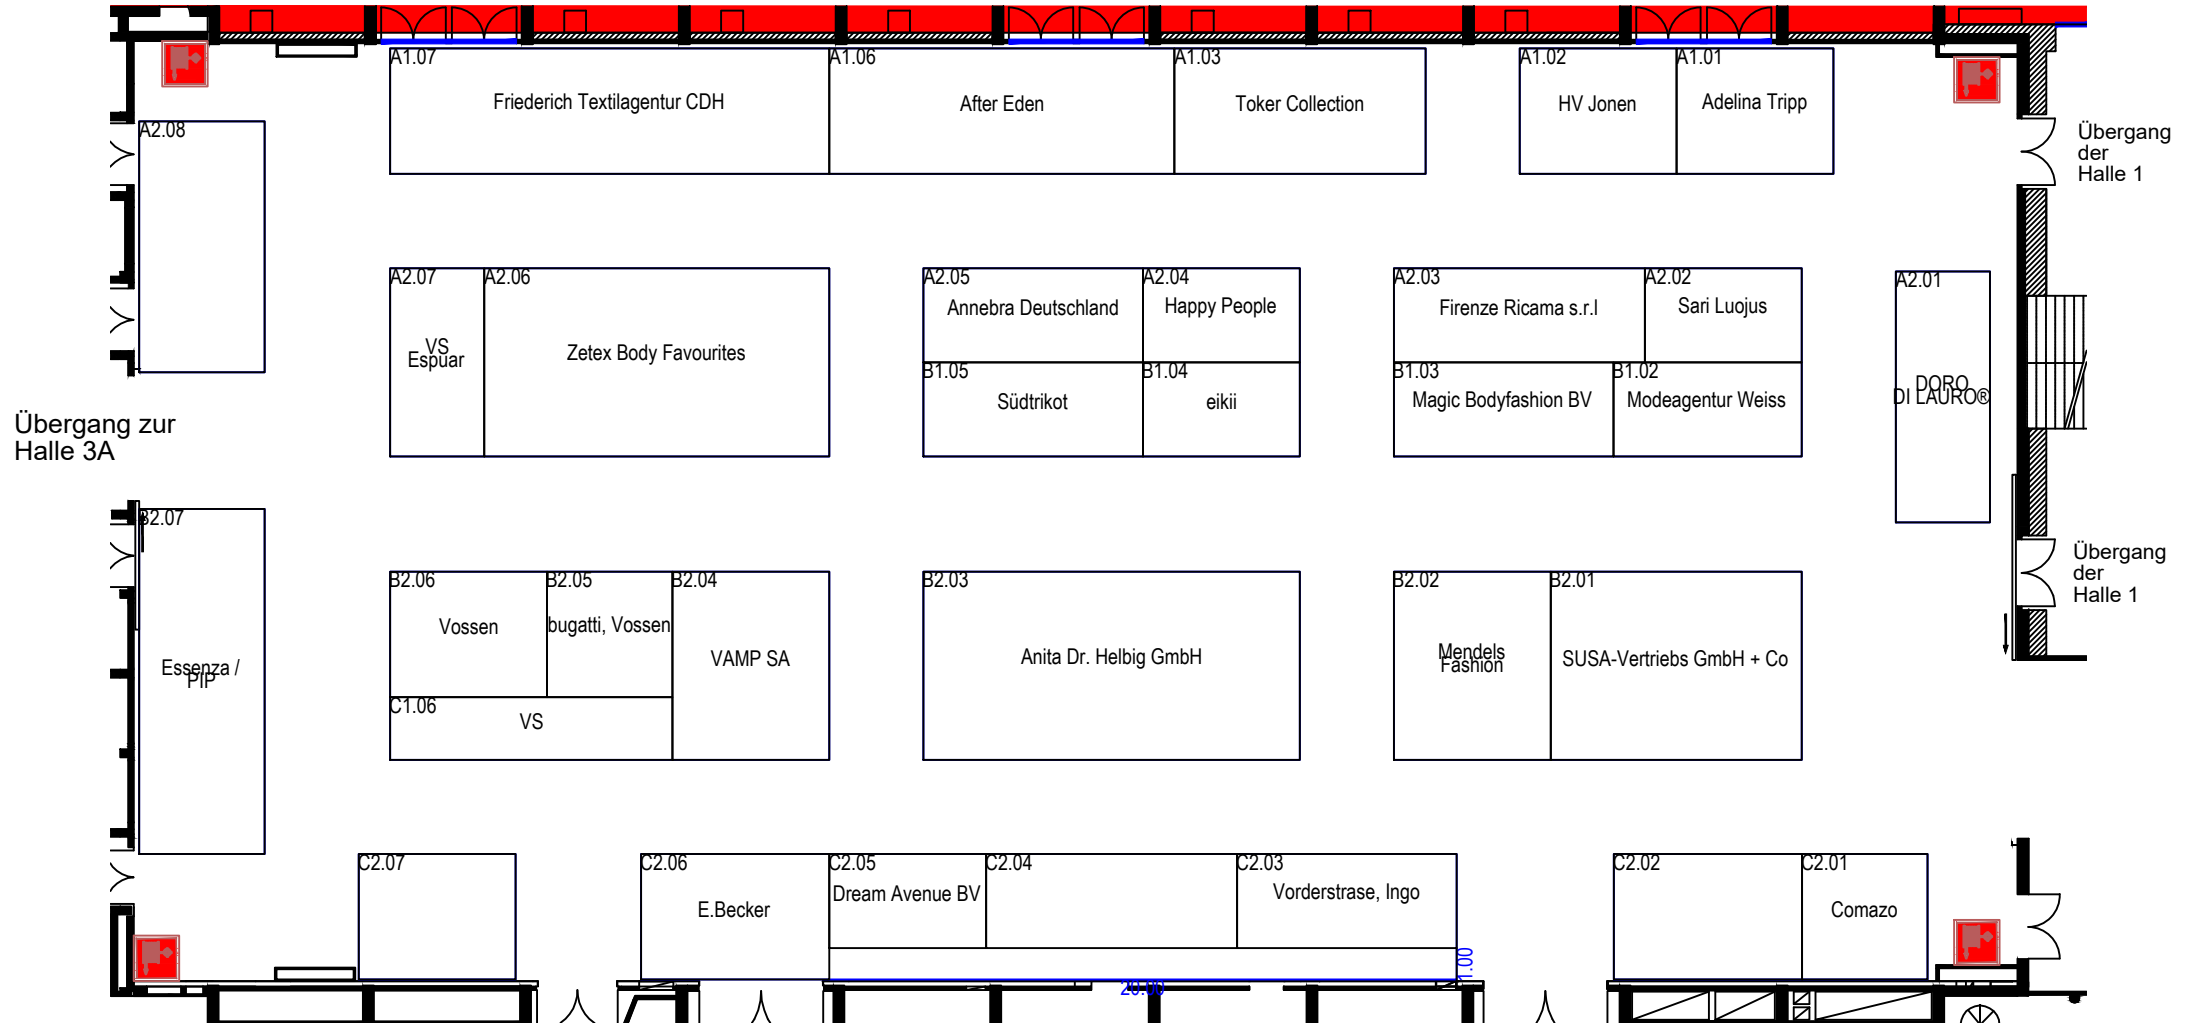 A1.07
Friederich Textilagentur CDH
A1.06
After Eden
A1.03
Toker Collection
A1.02
HV Jonen
A1.01
Adelina Tripp
Übergang
der
Halle 1
A2.08
A2.07
VS
Espuar
A2.06
Zetex Body Favourites
A2.05
Annebra Deutschland
A2.04
Happy People
A2.03
Firenze Ricama s.r.l
A2.02
Sari Luojus
A2.01
DORO
DI LAURO®
B1.05
Südtrikot
B1.04
eikii
B1.03
Magic Bodyfashion BV
B1.02
Modeagentur Weiss
Übergang zur
Halle 3A
B2.07
Essenza /
PIP
B2.06
Vossen
B2.05
bugatti, Vossen
B2.04
VAMP SA
C1.06
VS
B2.03
Anita Dr. Helbig GmbH
B2.02
Mendels
Fashion
B2.01
SUSA-Vertriebs GmbH + Co
Übergang
der
Halle 1
C2.07
C2.06
E.Becker
C2.05
Dream Avenue BV
C2.04
C2.03
Vorderstrase, Ingo
C2.02
C2.01
Comazo
1.00
20.00